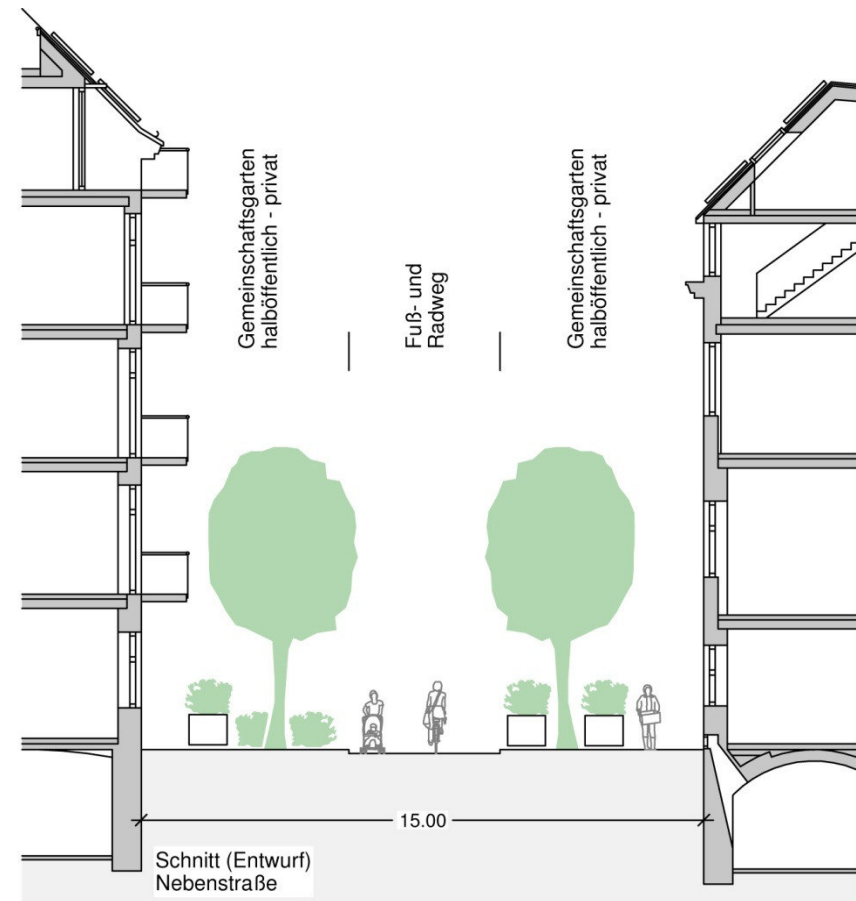 Gemeinschaftsgarten
halböffentlich - privat
Fuß- und
Radweg
Gemeinschaftsgarten
halböffentlich - privat
15.00
Schnitt (Entwurf)
Nebenstraße